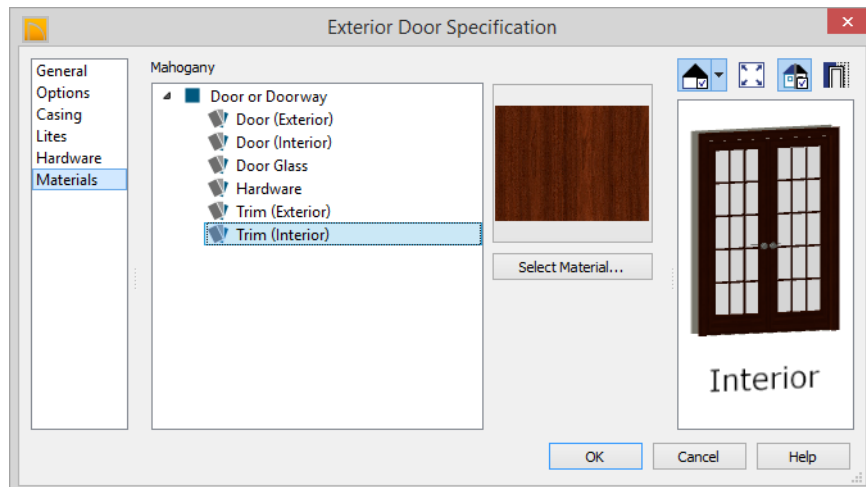 Exterior Door Specification
General
Options
Casing
Lites
Hardware
Materials
Mahogany
Door or Doorway
Door (Exterior)
Door (Interior)
Door Glass
Hardware
Trim (Exterior)
Trim (Interior)
Select Material...
Interior
OK
Cancel
Help